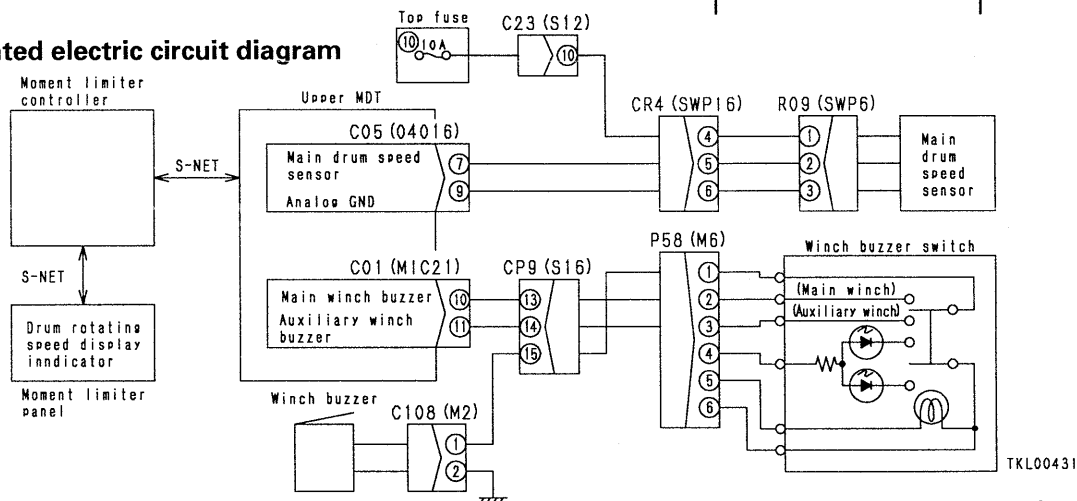 ated electric circuit diagram
Top fuse
10 10A
C23 (S12)
10
Moment limiter
controller
S-NET
S-NET
Drum rotating
speed display
inndicator
Moment limiter
panel
Upper MDT
C05 (04016)
Main drum speed
sensor
7
Analog GND
9
C01 (MIC21)
Main winch buzzer
10
Auxiliary winch
buzzer
11
CP9 (S16)
13
14
15
Winch buzzer
C108 (M2)
1
2
CR4 (SWP16)
4
5
6
R09 (SWP6)
1
2
3
Main
drum
speed
sensor
P58 (M6)
1
2
3
4
5
6
Winch buzzer switch
(Main winch)
(Auxiliary winch)
TKL00431